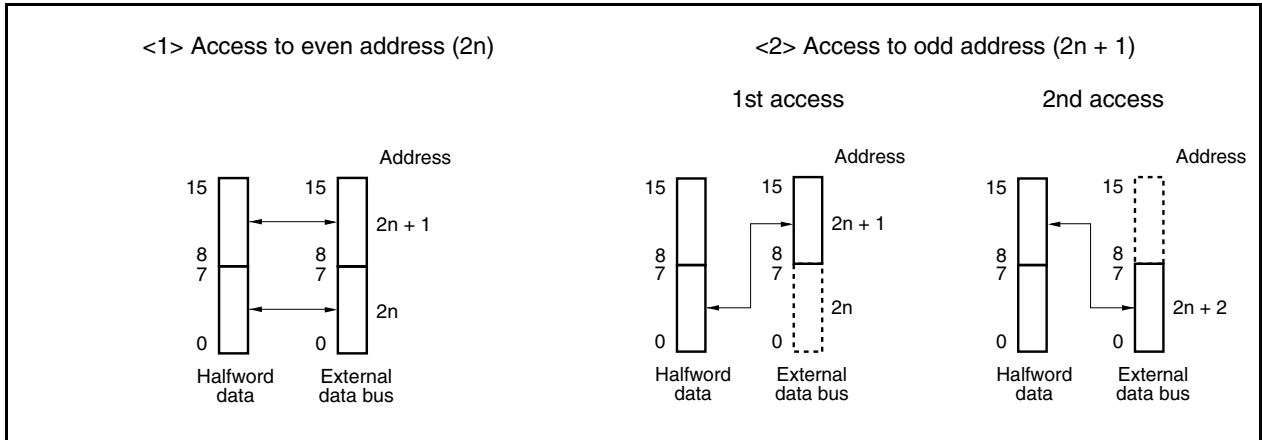 <1> Access to even address (2n)
Address
15
15
2n + 1
8
8
7
7
2n
0
0
Halfword
data
External
data bus
<2> Access to odd address (2n + 1)
1st access
Address
15
15
2n + 1
8
8
7
7
2n
0
0
Halfword
data
External
data bus
2nd access
Address
15
15
8
8
7
7
2n + 2
0
0
Halfword
data
External
data bus